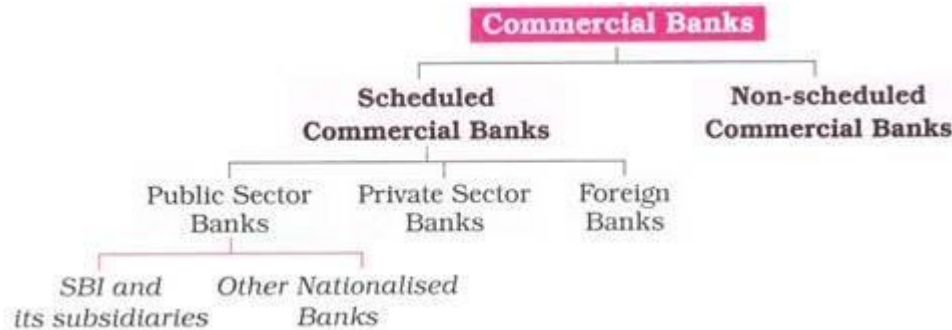 Commercial Banks
Scheduled
Commercial Banks
Non-scheduled
Commercial Banks
Public Sector
Banks
Private Sector
Banks
Foreign
Banks
SBI and
its subsidiaries
Other Nationalised
Banks